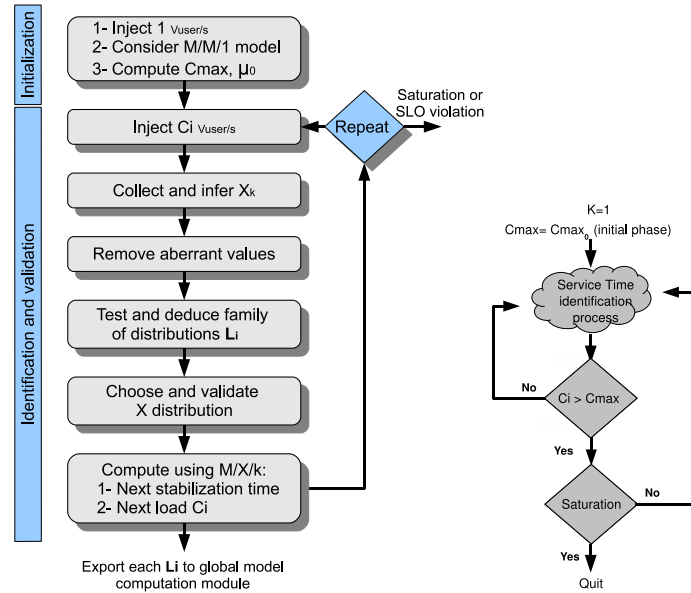 Initialization
1- Inject 1 Vuser/s
2- Consider M/M/1 model
3- Compute Cmax, μ0
Identification and validation
Inject Ci Vuser/s
Repeat
Saturation or
SLO violation
Collect and infer Xk
Remove aberrant values
Test and deduce family
of distributions Li
Choose and validate
X distribution
Compute using M/X/k:
1- Next stabilization time
2- Next load Ci
Export each Li to global model
computation module
K=1
Cmax= Cmax0 (initial phase)
Service Time
identification
process
No
Ci > Cmax
Yes
No
Saturation
Yes
Quit